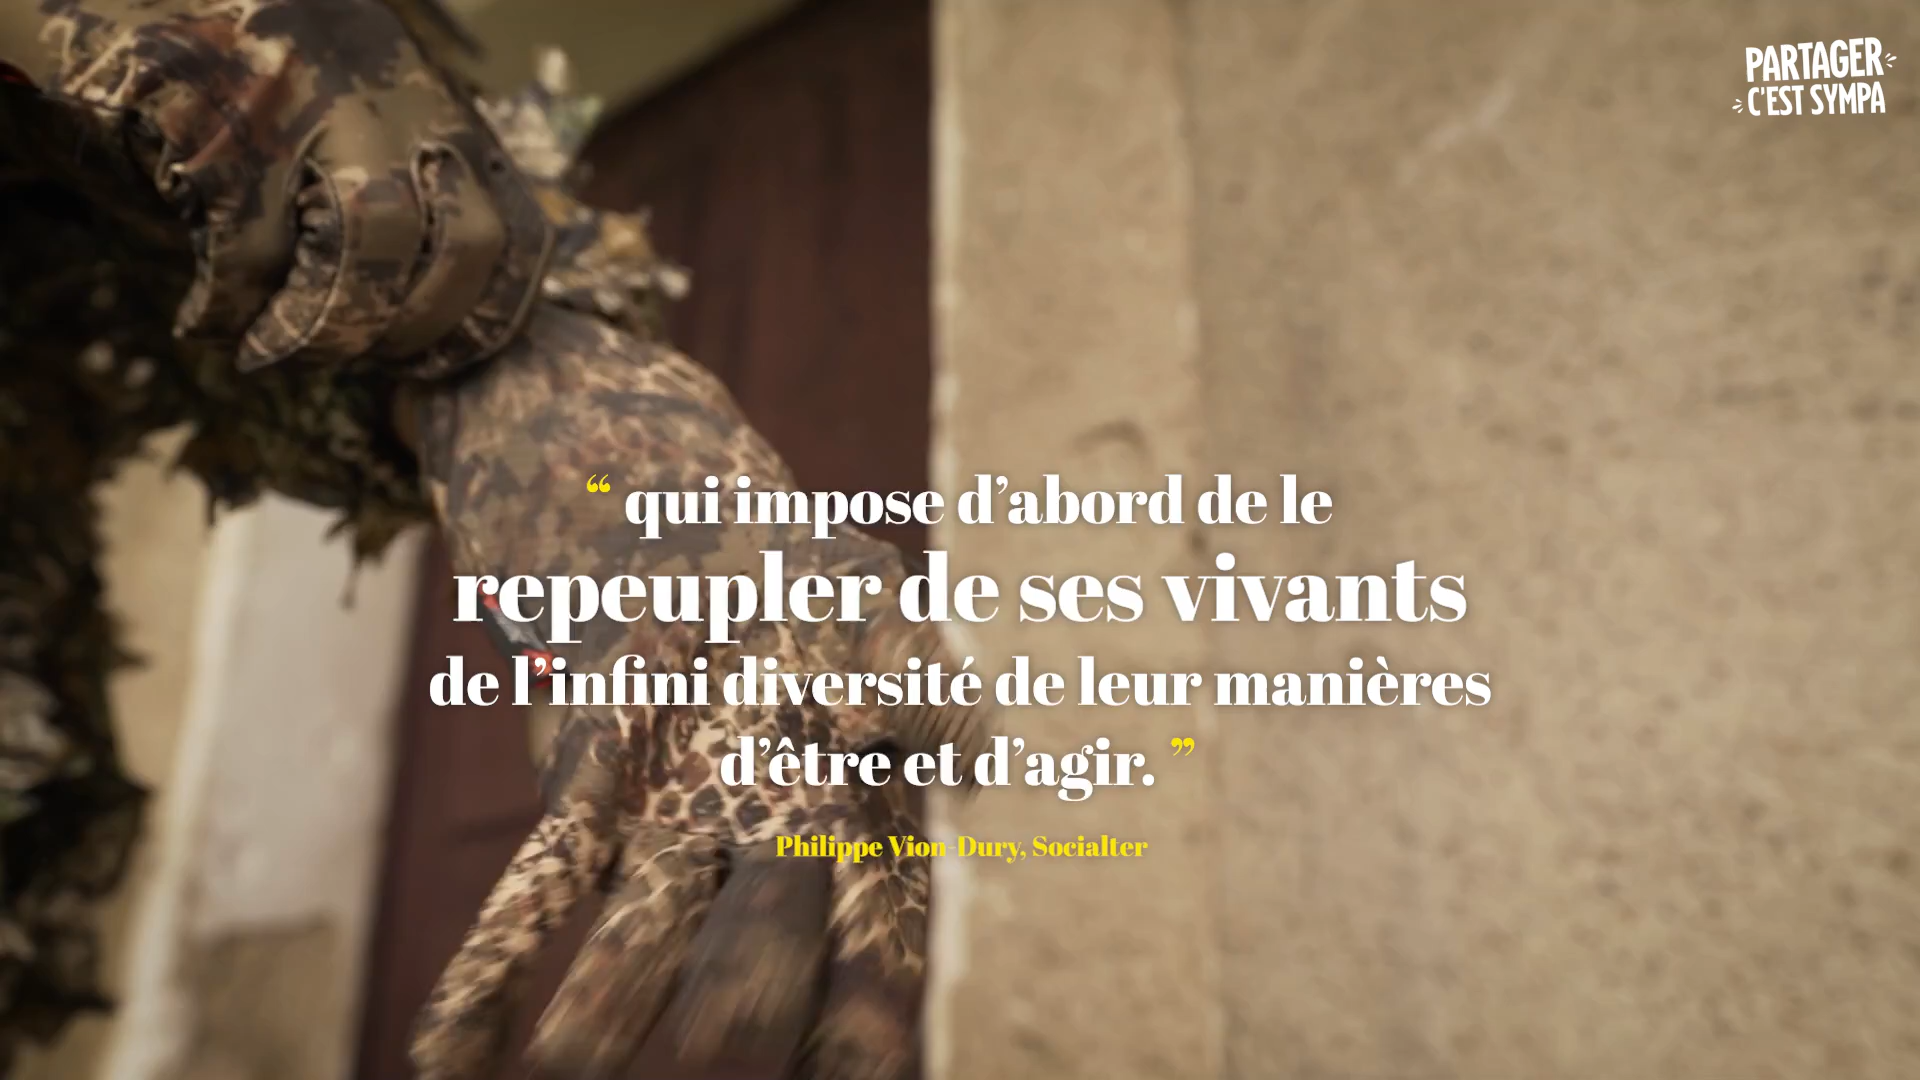 PARTAGER
C'EST SYMPA
“ qui impose d’abord de le
repeupler de ses vivants
de l’infini diversité de leur manières
d’être et d’agir. ”
Philippe Vion-Dury, Socialter